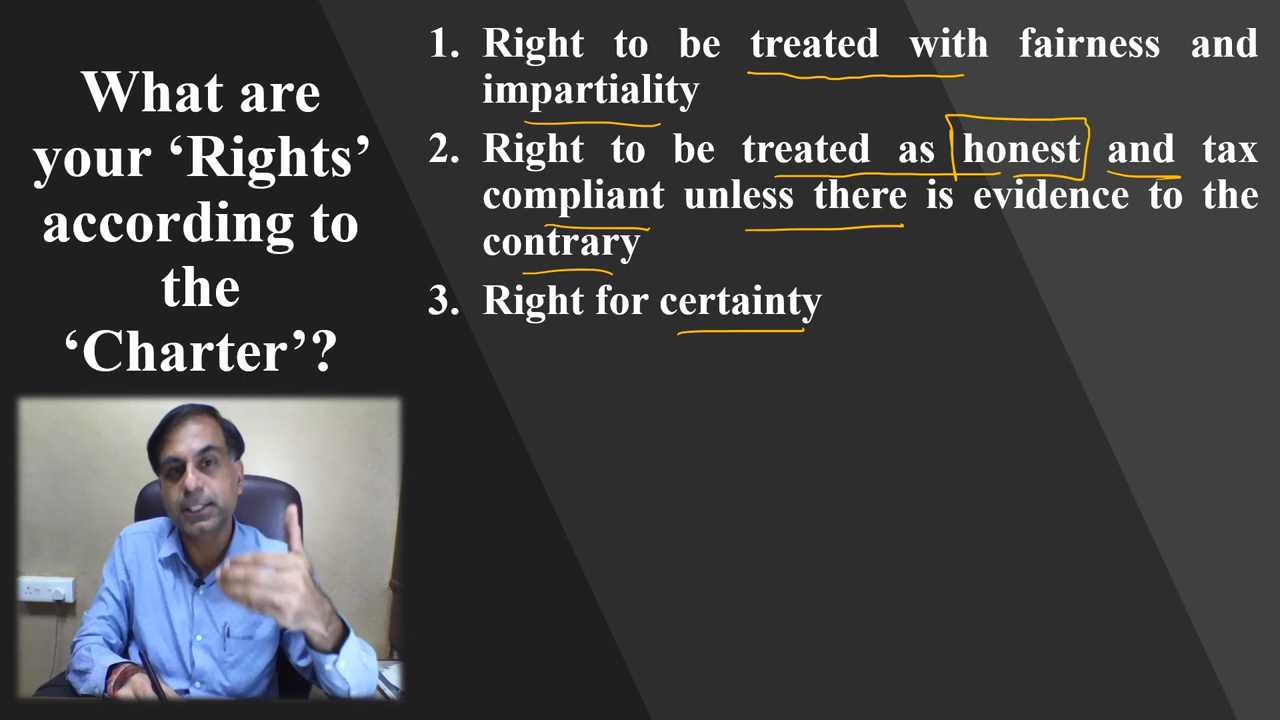 What are
your ‘Rights’
according to
the
‘Charter’?
1. Right to be treated with fairness and
impartiality
2. Right to be treated as honest and tax
compliant unless there is evidence to the
contrary
3. Right for certainty